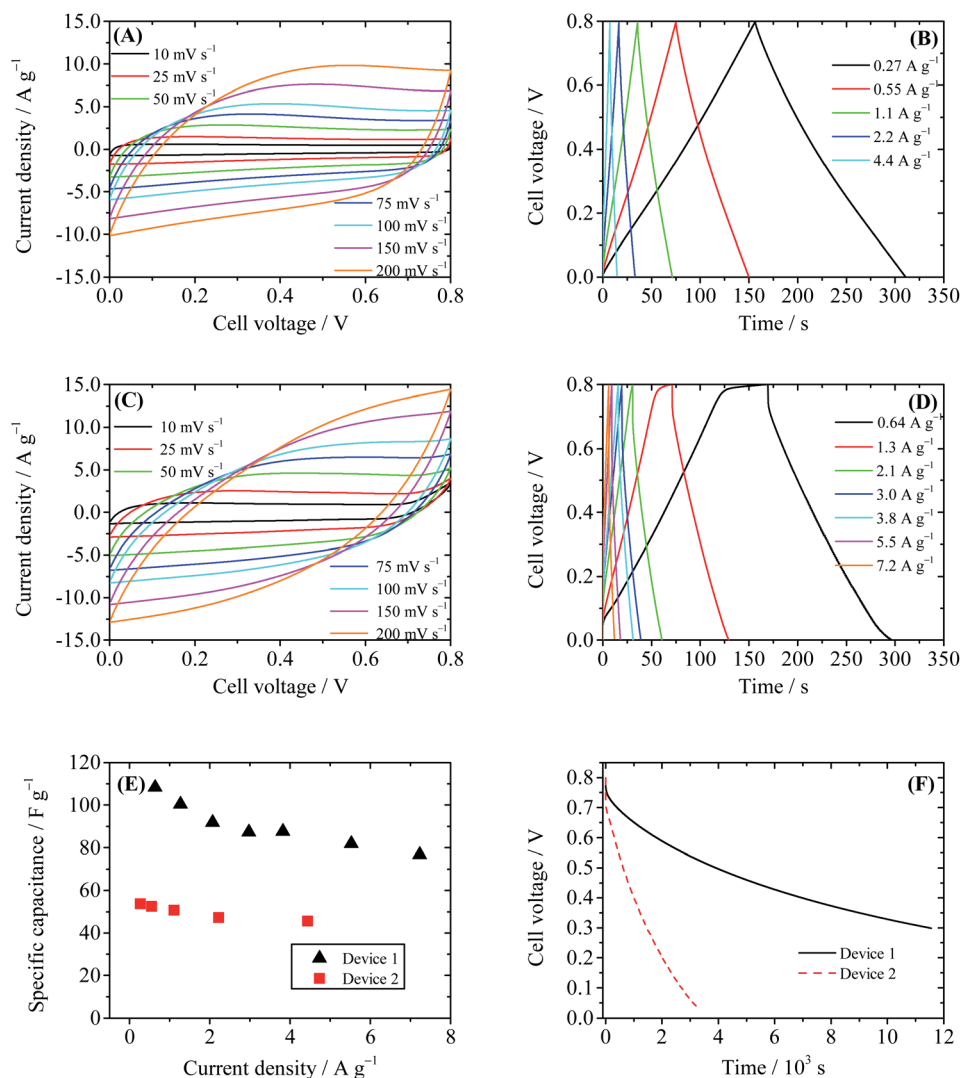 (A)
10 mV s⁻¹
25 mV s⁻¹
50 mV s⁻¹
75 mV s⁻¹
100 mV s⁻¹
150 mV s⁻¹
200 mV s⁻¹
15.0
10.0
5.0
0.0
-5.0
-10.0
-15.0
Current density / A g⁻¹
0.0 0.2 0.4 0.6 0.8
Cell voltage / V
(B)
0.27 A g⁻¹
0.55 A g⁻¹
1.1 A g⁻¹
2.2 A g⁻¹
4.4 A g⁻¹
0.8
0.6
0.4
0.2
0.0
Cell voltage / V
0 50 100 150 200 250 300 350
Time / s
(C)
10 mV s⁻¹
25 mV s⁻¹
50 mV s⁻¹
75 mV s⁻¹
100 mV s⁻¹
150 mV s⁻¹
200 mV s⁻¹
15.0
10.0
5.0
0.0
-5.0
-10.0
-15.0
Current density / A g⁻¹
0.0 0.2 0.4 0.6 0.8
Cell voltage / V
(D)
0.64 A g⁻¹
1.3 A g⁻¹
2.1 A g⁻¹
3.0 A g⁻¹
3.8 A g⁻¹
5.5 A g⁻¹
7.2 A g⁻¹
0.8
0.6
0.4
0.2
0.0
Cell voltage / V
0 50 100 150 200 250 300 350
Time / s
(E)
120
100
80
60
40
20
0
Specific capacitance / F g⁻¹
Device 1
Device 2
0 2 4 6 8
Current density / A g⁻¹
(F)
0.8
0.7
0.6
0.5
0.4
0.3
0.2
0.1
0.0
Cell voltage / V
Device 1
Device 2
0 2 4 6 8 10 12
Time / 10³ s